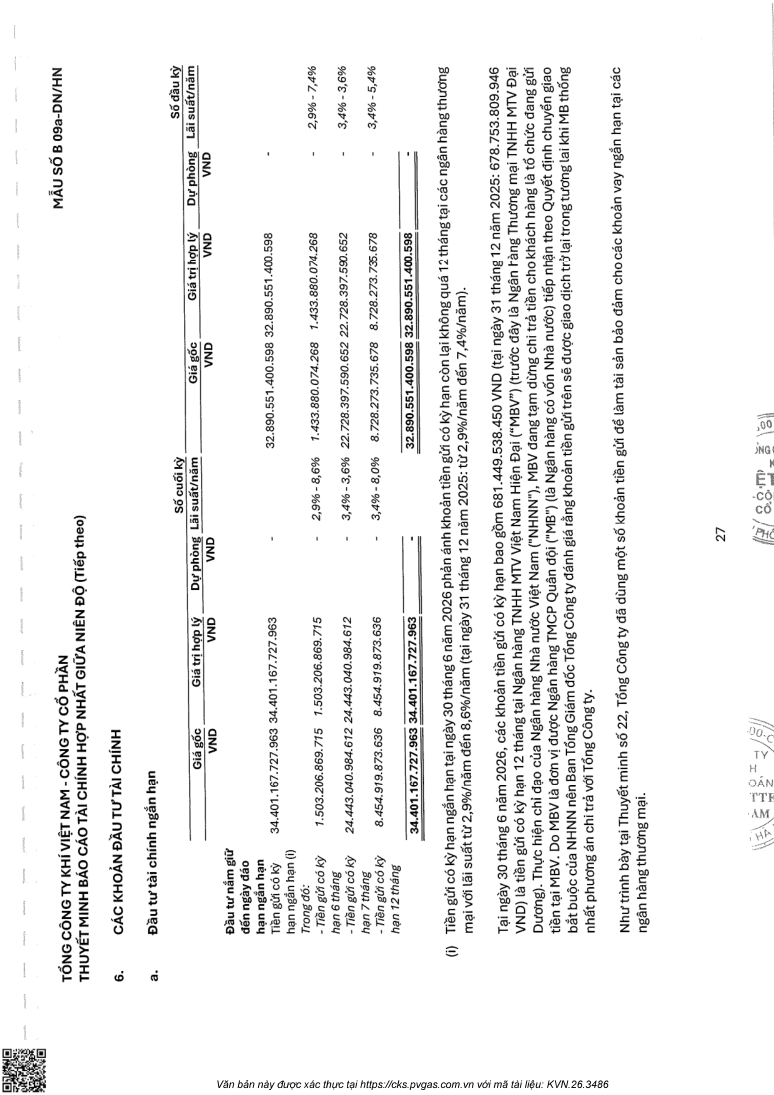 TỔNG CÔNG TY KHÍ VIỆT NAM - CÔNG TY CỔ PHẦN
THUYẾT MINH BÁO CÁO TÀI CHÍNH HỢP NHẤT GIỮA NIÊN ĐỘ (Tiếp theo)
MẪU SỐ B 09a-DN/HN
6. CÁC KHOẢN ĐẦU TƯ TÀI CHÍNH
a. Đầu tư tài chính ngắn hạn
Số cuối kỳ Số đầu kỳ
Giá gốc Giá trị hợp lý Dự phòng Lãi suất/năm Giá gốc Giá trị hợp lý Dự phòng Lãi suất/năm
VND VND VND VND VND VND
Đầu tư nắm giữ
đến ngày đáo
hạn ngắn hạn
Tiền gửi có kỳ 34.401.167.727.963 34.401.167.727.963 - 32.890.551.400.598 32.890.551.400.598 -
hạn ngắn hạn (i)
Trong đó:
- Tiền gửi có kỳ 1.503.206.869.715 1.503.206.869.715 - 2,9% - 8,6% 1.433.880.074.268 1.433.880.074.268 - 2,9% - 7,4%
hạn 6 tháng
- Tiền gửi có kỳ 24.443.040.984.612 24.443.040.984.612 - 3,4% - 3,6% 22.728.397.590.652 22.728.397.590.652 - 3,4% - 3,6%
hạn 7 tháng
- Tiền gửi có kỳ 8.454.919.873.636 8.454.919.873.636 - 3,4% - 8,0% 8.728.273.735.678 8.728.273.735.678 - 3,4% - 5,4%
hạn 12 tháng
34.401.167.727.963 34.401.167.727.963 - 32.890.551.400.598 32.890.551.400.598 -
(i) Tiền gửi có kỳ hạn ngắn hạn tại ngày 30 tháng 6 năm 2026 phản ánh khoản tiền gửi có kỳ hạn còn lại không quá 12 tháng tại các ngân hàng thương
mại với lãi suất từ 2,9%/năm đến 8,6%/năm (tại ngày 31 tháng 12 năm 2025: từ 2,9%/năm đến 7,4%/năm).
Tại ngày 30 tháng 6 năm 2026, các khoản tiền gửi có kỳ hạn bao gồm 681.449.538.450 VND (tại ngày 31 tháng 12 năm 2025: 678.753.809.946
VND) là tiền gửi có kỳ hạn 12 tháng tại Ngân hàng TNHH MTV Việt Nam Hiện Đại ("MBV") (trước đây là Ngân hàng Thương mại TNHH MTV Đại
Dương). Thực hiện chỉ đạo của Ngân hàng Nhà nước Việt Nam ("NHNN"), MBV đang tạm dừng chi trả tiền cho khách hàng là tổ chức đang gửi
tiền tại MBV. Do MBV là đơn vị được Ngân hàng TMCP Quân đội ("MB") (là Ngân hàng có vốn Nhà nước) tiếp nhận theo Quyết định chuyển giao
bắt buộc của NHNN nên Ban Tổng Giám đốc Tổng Công ty đánh giá rằng khoản tiền gửi trên sẽ được giao dịch trở lại trong tương lai khi MB thống
nhất phương án chi trả với Tổng Công ty.
Như trình bày tại Thuyết minh số 22, Tổng Công ty đã dùng một số khoản tiền gửi để làm tài sản bảo đảm cho các khoản vay ngắn hạn tại các
ngân hàng thương mại.
27
Văn bản này được xác thực tại https://cks.pvgas.com.vn với mã tài liệu: KVN.26.3486